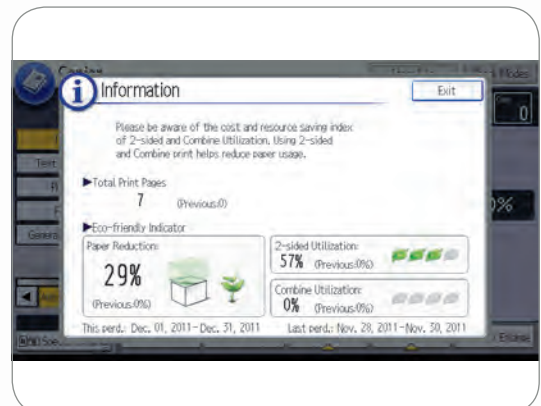 Information
Exit
Please be aware of the cost and
resource saving index
of 2-sided and Combine Utilization. Using 2-sided
and Combine print helps reduce paper usage.
▶Total Print Pages
7 (Previous:0)
▶Eco-friendly Indicator
Paper Reduction:
29%
(Previous:0%)
2-sided Utilization:
57% (Previous:0%)
Combine Utilization:
0% (Previous:0%)
This perd.: Dec. 01, 2011-Dec. 31, 2011 Last perd.: Nov. 28, 2011-Nov. 30, 2011
0